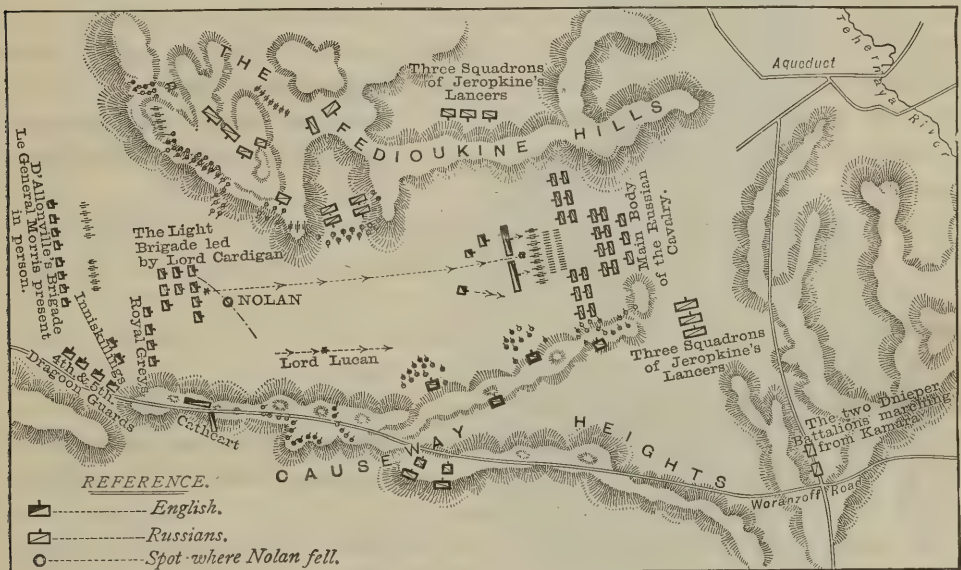 THE FEDIOUKINE HILLS
Three Squadrons
of Jeropkine's
Lancers
Aqueduct
Tchernaya River
D'Allonville's Brigade
Le General Morris present
in person.
The Light
Brigade led
by Lord Cardigan
NOLAN
Main Body
of the Russian
Cavalry.
Inniskillings
Royal Greys
Lord Lucan
Three Squadrons
of Jeropkine's
Lancers
4th & 5th
Dragoon Guards
Cathcart
The two Dnieper
Battalions marching
from Kamara
CAUSEWAY HEIGHTS
Woranzoff Road
REFERENCE.
English.
Russians.
Spot where Nolan fell.